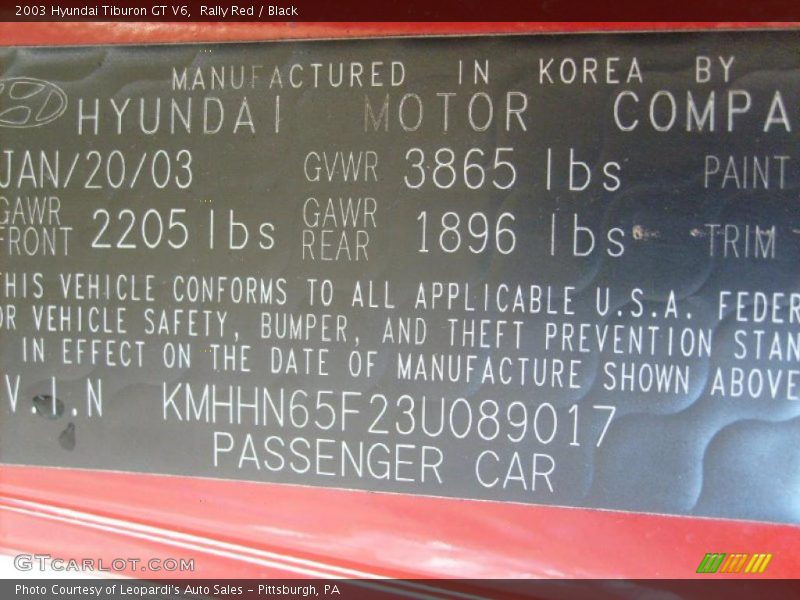 2003 Hyundai Tiburon GT V6, Rally Red / Black
MANUFACTURED IN KOREA BY
HYUNDAI MOTOR COMPA
JAN/20/03 GVWR 3865 lbs PAINT
GAWR FRONT 2205 lbs GAWR REAR 1896 lbs TRIM
THIS VEHICLE CONFORMS TO ALL APPLICABLE U.S.A. FEDER
OR VEHICLE SAFETY, BUMPER, AND THEFT PREVENTION STAN
IN EFFECT ON THE DATE OF MANUFACTURE SHOWN ABOVE
V.I.N KMHHN65F23U089017
PASSENGER CAR
GTCARLOT.COM
Photo Courtesy of Leopardi's Auto Sales - Pittsburgh, PA